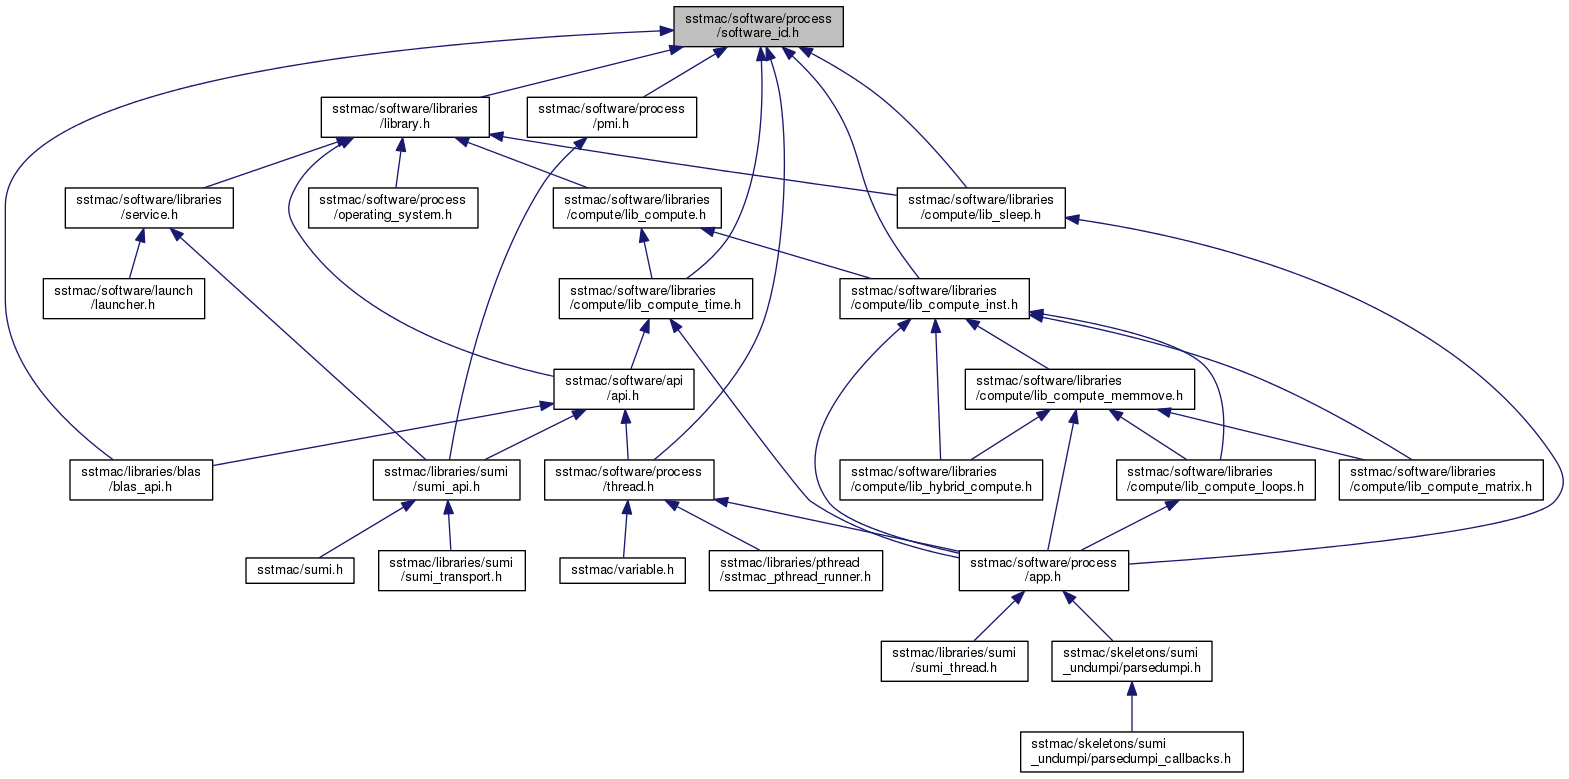 sstmac/software/process
/software_id.h
sstmac/software/libraries
/library.h
sstmac/software/process
/pmi.h
sstmac/software/libraries
/service.h
sstmac/software/process
/operating_system.h
sstmac/software/libraries
/compute/lib_compute.h
sstmac/software/libraries
/compute/lib_sleep.h
sstmac/software/launch
/launcher.h
sstmac/software/libraries
/compute/lib_compute_time.h
sstmac/software/libraries
/compute/lib_compute_inst.h
sstmac/software/api
/api.h
sstmac/software/libraries
/compute/lib_compute_memmove.h
sstmac/libraries/blas
/blas_api.h
sstmac/libraries/sumi
/sumi_api.h
sstmac/software/process
/thread.h
sstmac/software/libraries
/compute/lib_hybrid_compute.h
sstmac/software/libraries
/compute/lib_compute_loops.h
sstmac/software/libraries
/compute/lib_compute_matrix.h
sstmac/sumi.h
sstmac/libraries/sumi
/sumi_transport.h
sstmac/variable.h
sstmac/libraries/pthread
/sstmac_pthread_runner.h
sstmac/software/process
/app.h
sstmac/libraries/sumi
/sumi_thread.h
sstmac/skeletons/sumi
_undumpi/parsedumpi.h
sstmac/skeletons/sumi
_undumpi/parsedumpi_callbacks.h